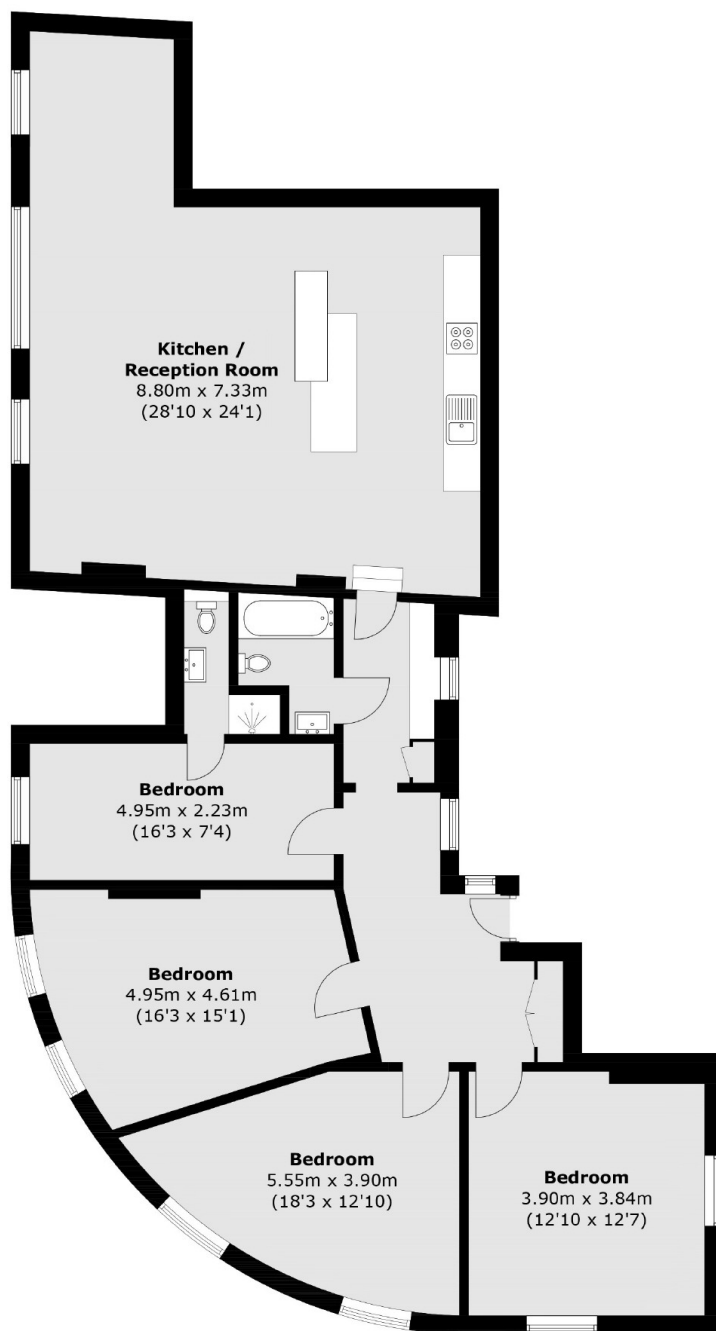 Kitchen /
Reception Room
8.80m x 7.33m
(28'10 x 24'1)
Bedroom
4.95m x 2.23m
(16'3 x 7'4)
Bedroom
4.95m x 4.61m
(16'3 x 15'1)
Bedroom
5.55m x 3.90m
(18'3 x 12'10)
Bedroom
3.90m x 3.84m
(12'10 x 12'7)